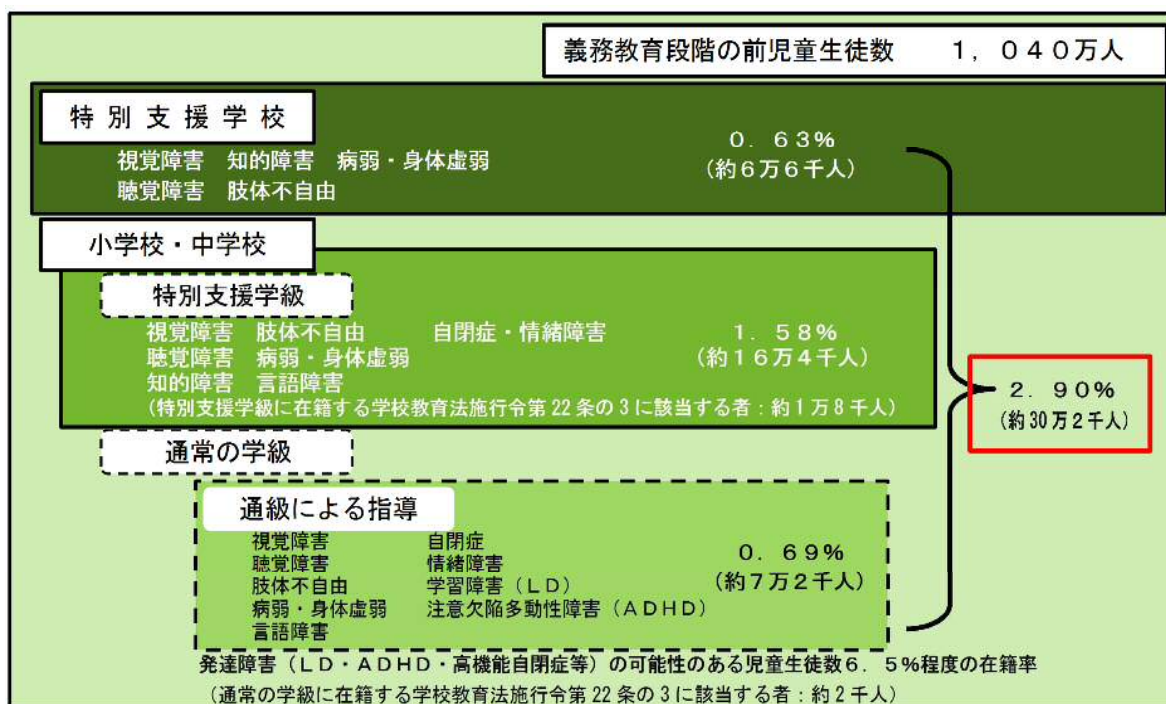 義務教育段階の前児童生徒数　１，０４０万人
特別支援学校
視覚障害　知的障害　病弱・身体虚弱
聴覚障害　肢体不自由
０．６３％
（約６万６千人）
小学校・中学校
特別支援学級
視覚障害　肢体不自由　自閉症・情緒障害
聴覚障害　病弱・身体虚弱
知的障害　言語障害
１．５８％
（約１６万４千人）
（特別支援学級に在籍する学校教育法施行令第22条の3に該当する者：約1万8千人）
２．９０％
（約30万2千人）
通常の学級
通級による指導
視覚障害　自閉症
聴覚障害　情緒障害
肢体不自由　学習障害（ＬＤ）
病弱・身体虚弱　注意欠陥多動性障害（ＡＤＨＤ）
言語障害
０．６９％
（約７万２千人）
発達障害（ＬＤ・ＡＤＨＤ・高機能自閉症等）の可能性のある児童生徒数６．５％程度の在籍率
（通常の学級に在籍する学校教育法施行令第22条の3に該当する者：約2千人）